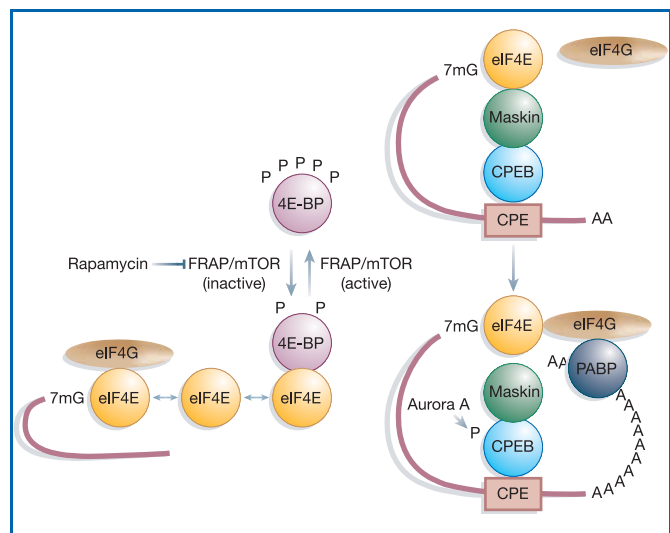 7mG
eIF4E
eIF4G
Maskin
CPEB
CPE
AA
P P P P P
4E-BP
Rapamycin
FRAP/mTOR
(inactive)
FRAP/mTOR
(active)
P P
4E-BP
eIF4G
7mG
eIF4E
eIF4E
eIF4E
7mG
eIF4E
eIF4G
AA
PABP
Maskin
Aurora A
P
CPEB
CPE
AAAAAAAAAA